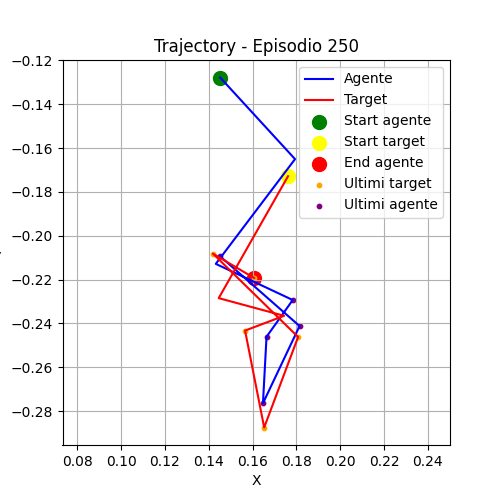 Trajectory - Episodio 250
Agente
Target
Start agente
Start target
End agente
Ultimi target
Ultimi agente
−0.12
−0.14
−0.16
−0.18
−0.20
−0.22
−0.24
−0.26
−0.28
0.08 0.10 0.12 0.14 0.16 0.18 0.20 0.22 0.24
X